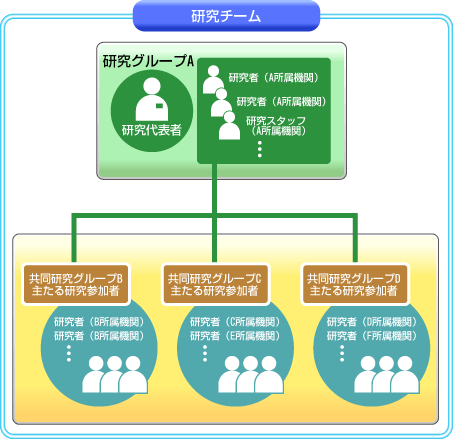 研究チーム
研究グループA
研究代表者
研究者（A所属機関）
研究者（A所属機関）
研究スタッフ
（A所属機関）
共同研究グループB
主たる研究参加者
研究者（B所属機関）
研究者（B所属機関）
共同研究グループC
主たる研究参加者
研究者（C所属機関）
研究者（E所属機関）
共同研究グループD
主たる研究参加者
研究者（D所属機関）
研究者（F所属機関）